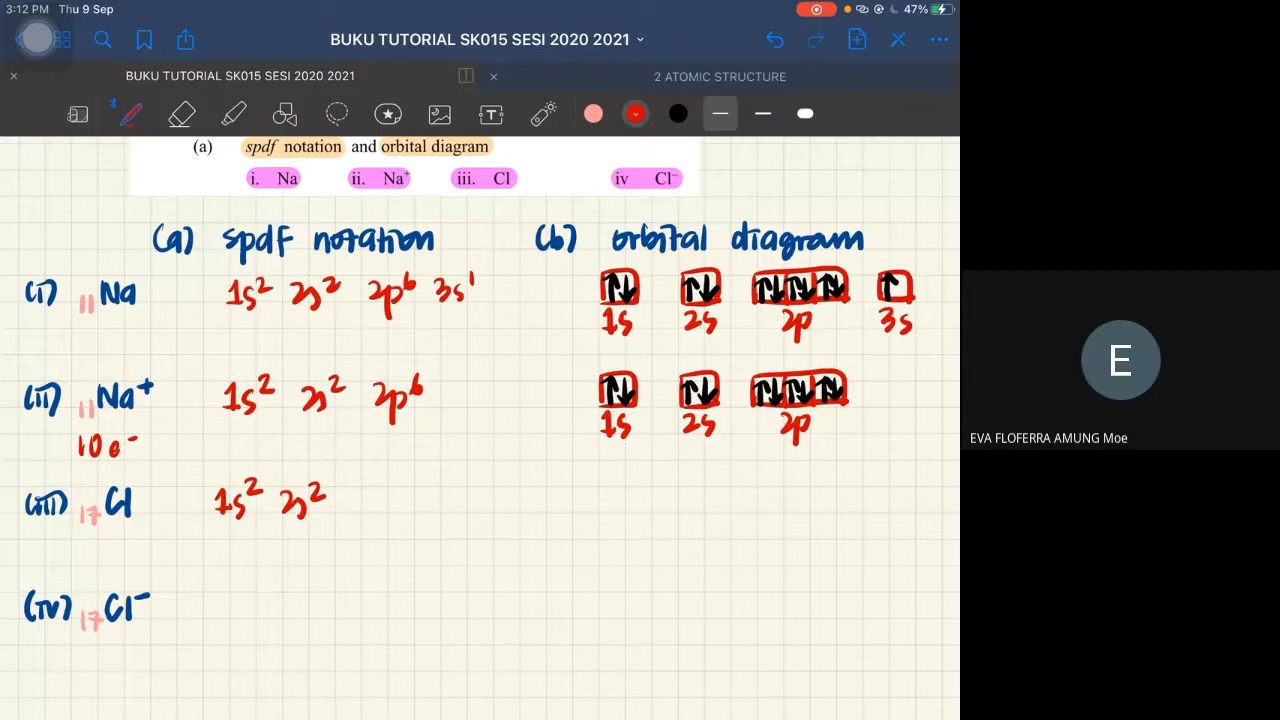 3:12 PM Thu 9 Sep 47%
BUKU TUTORIAL SK015 SESI 2020 2021
BUKU TUTORIAL SK015 SESI 2020 2021 2 ATOMIC STRUCTURE
(a) spdf notation and orbital diagram
i. Na ii. Na⁺ iii. Cl iv Cl⁻
(a) spdf notation (b) orbital diagram
(i) ₁₁Na 1s² 2s² 2p⁶ 3s¹ ↑↓ ↑↓ ↑↓ ↑↓ ↑↓ ↑
1s 2s 2p 3s
(ii) ₁₁Na⁺ 1s² 2s² 2p⁶ ↑↓ ↑↓ ↑↓ ↑↓ ↑↓
1s 2s 2p
10e⁻
(iii) ₁₇Cl 1s² 2s²
(iv) ₁₇Cl⁻
E
EVA FLOFERRA AMUNG Moe